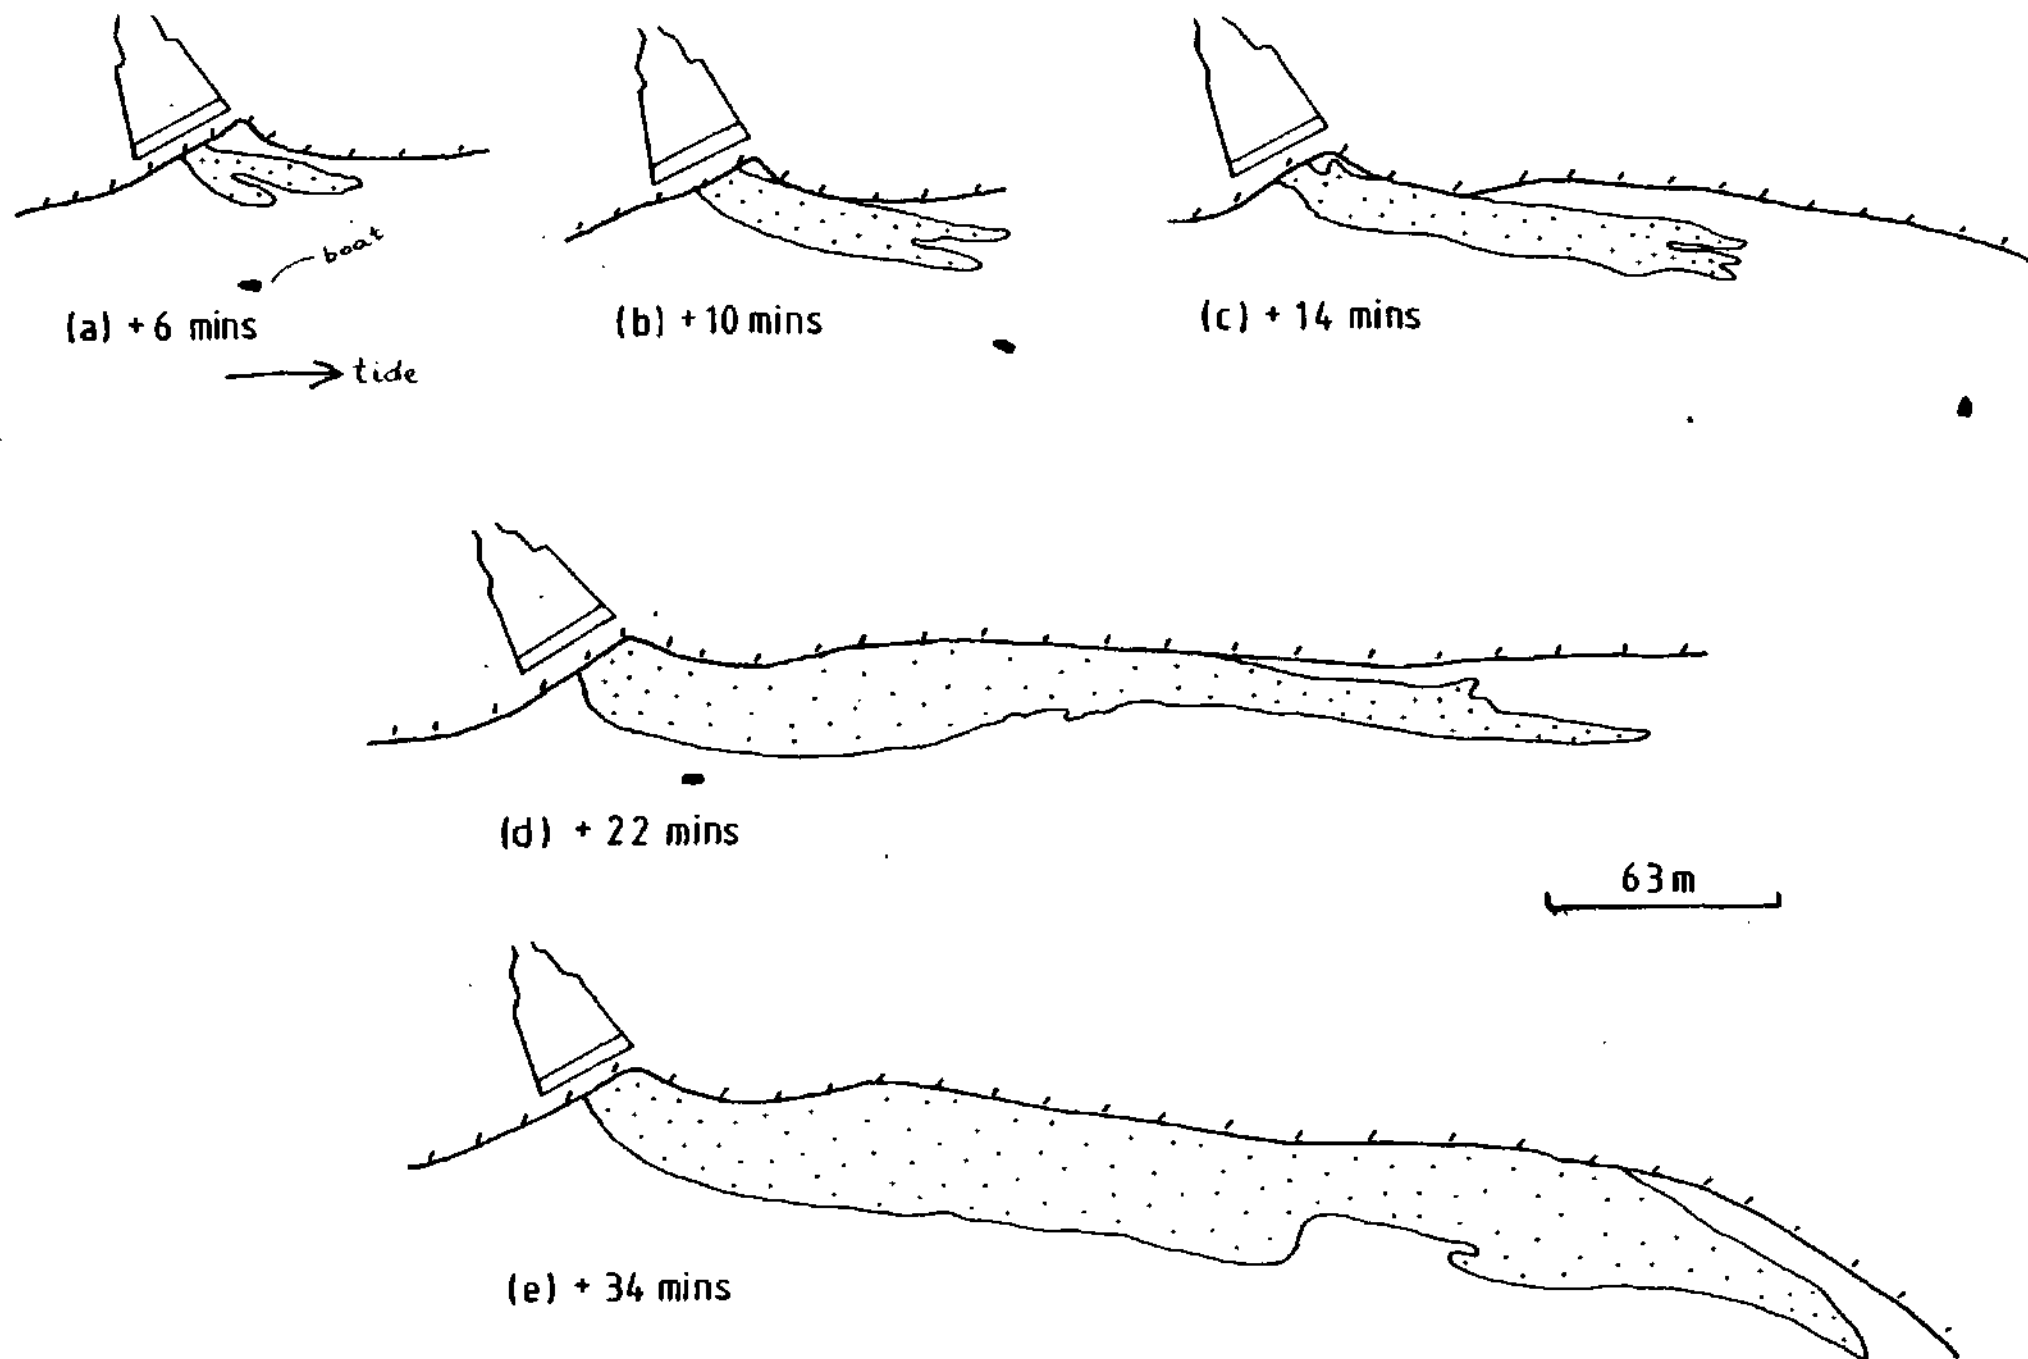 boat
(a) + 6 mins
(b) + 10 mins
(c) + 14 mins
tide
(d) + 22 mins
63m
(e) + 34 mins